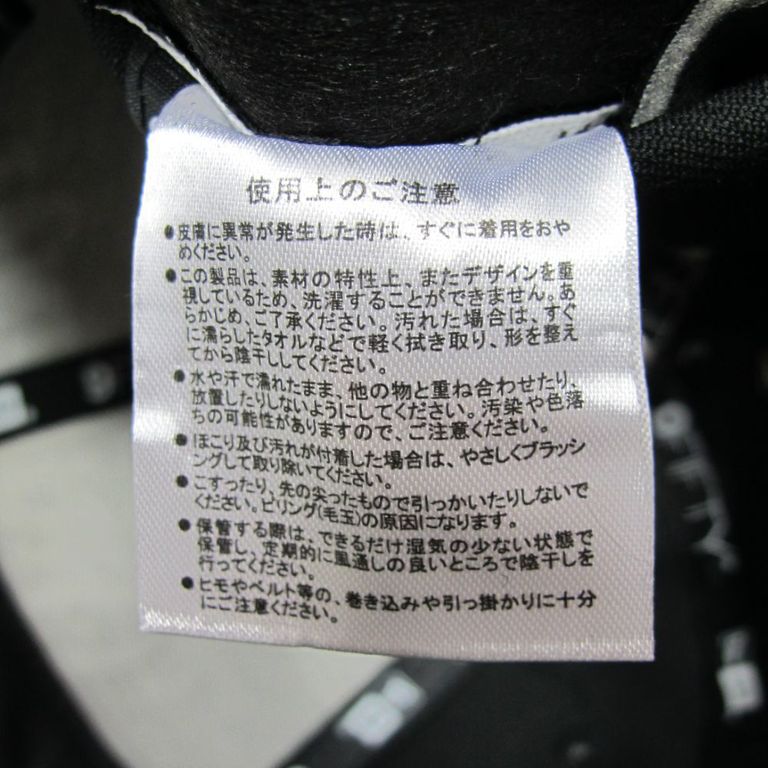 使用上のご注意
●皮膚に異常が発生した時は、すぐに着用をおや
めください。
●この製品は、素材の特性上、またデザインを重
視しているため、洗濯することができません。あ
らかじめ、ご了承ください。汚れた場合は、すぐ
に濡らしたタオルなどで軽く拭き取り、形を整え
てから陰干ししてください。
●水や汗で濡れたまま、他の物と重ね合わせたり、
放置したりしないようにしてください。汚染や色落
ちの可能性がありますので、ご注意ください。
●ほこり及び汚れが付着した場合は、やさしくブラッシ
ングして取り除いてください。
●こすったり、先の尖ったもので引っかいたりしないで
ください。ピリング(毛玉)の原因になります。
●保管する際は、できるだけ湿気の少ない状態で
保管し、定期的に風通しの良いところで陰干しを
行ってください。
●ヒモやベルト等の、巻き込みや引っ掛かりに十分
にご注意ください。
FIFTY